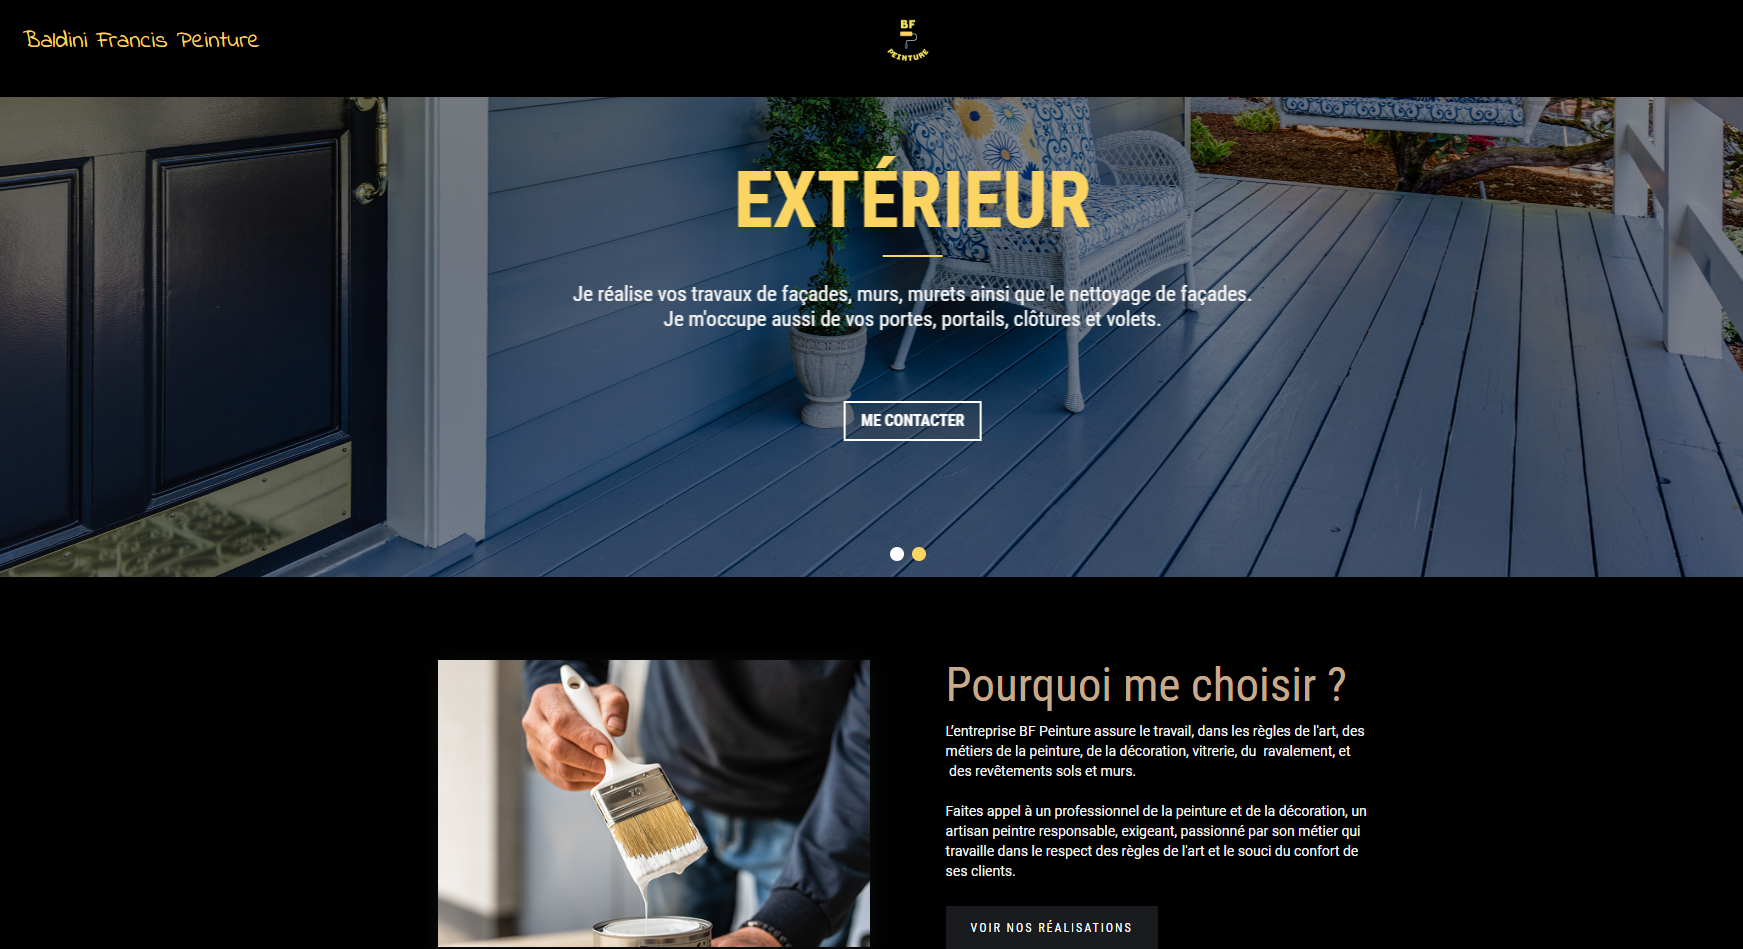 Baldini Francis Peinture
BF
PEINTURE
EXTÉRIEUR
Je réalise vos travaux de façades, murs, murets ainsi que le nettoyage de façades.
Je m'occupe aussi de vos portes, portails, clôtures et volets.
ME CONTACTER
Pourquoi me choisir ?
L'entreprise BF Peinture assure le travail, dans les règles de l'art, des
métiers de la peinture, de la décoration, vitrerie, du  ravalement, et
des revêtements sols et murs.
70
Faites appel à un professionnel de la peinture et de la décoration, un
artisan peintre responsable, exigeant, passionné par son métier qui
travaille dans le respect des règles de l'art et le souci du confort de
ses clients.
VOIR NOS RÉALISATIONS